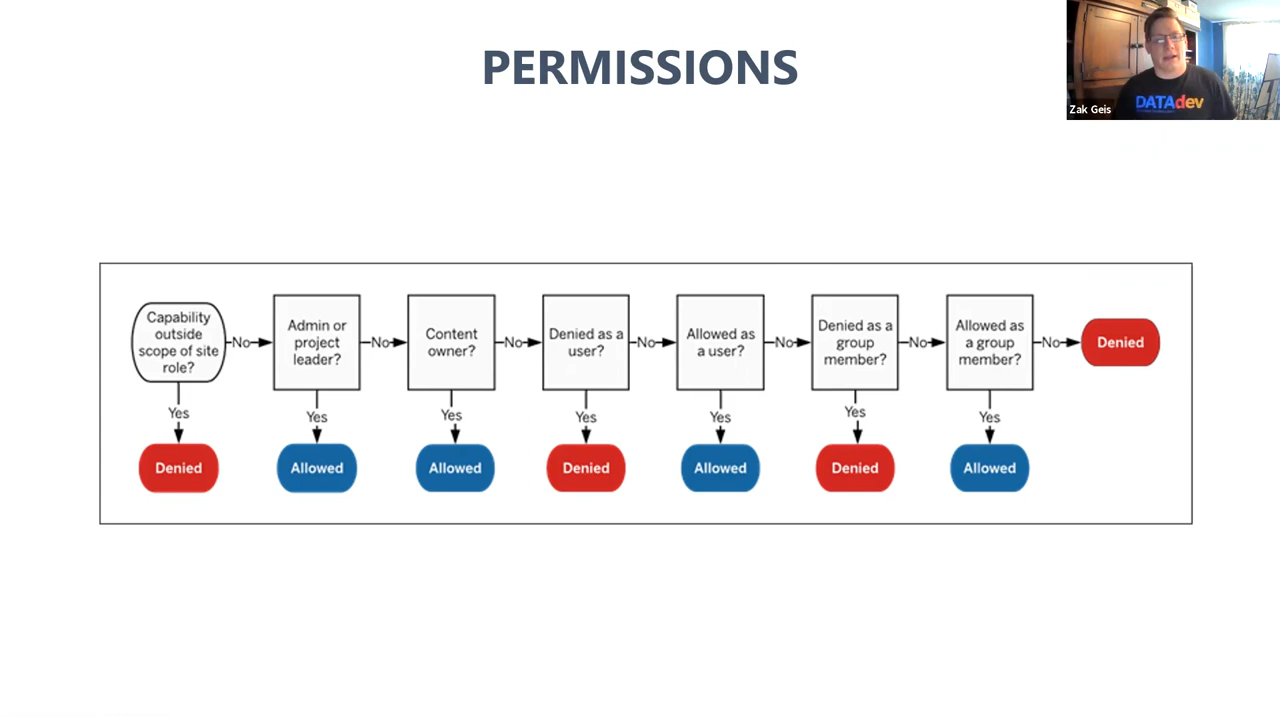 PERMISSIONS
DATAdev
Zak Geis
Capability
outside
scope of site
role?
No
Admin or
project
leader?
No
Content
owner?
No
Denied as a
user?
No
Allowed as
a user?
No
Denied as a
group
member?
No
Allowed as
a group
member?
No
Denied
Yes
Yes
Yes
Yes
Yes
Yes
Yes
Denied
Allowed
Allowed
Denied
Allowed
Denied
Allowed